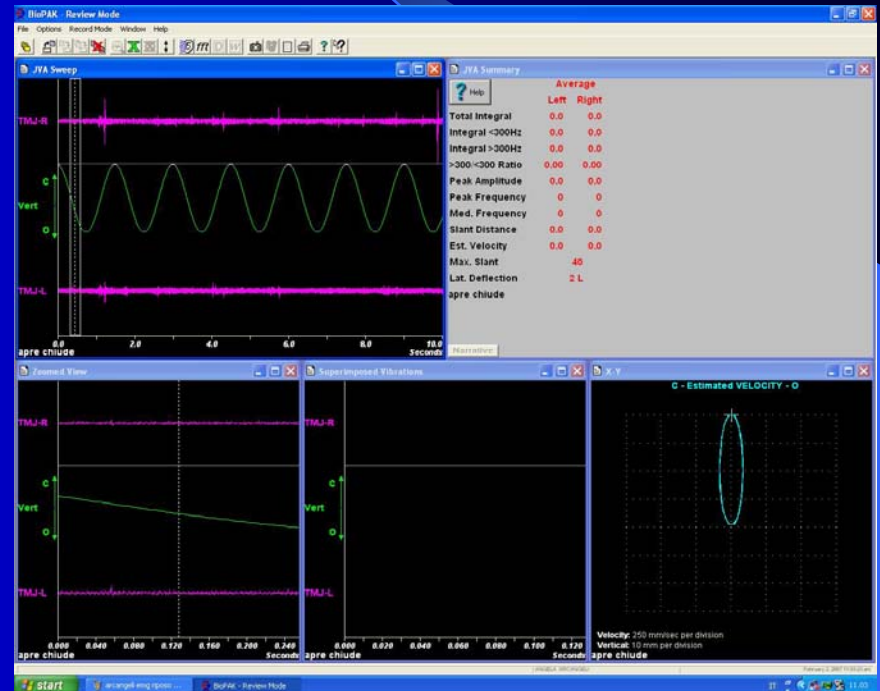 BioPAK - Review Mode
File Options Record Mode Window Help
JVA Sweep
TMJ-R
C
Vert
O
TMJ-L
0.0 2.0 4.0 6.0 8.0 10.0
apre chiude Seconds
JVA Summary
Help
Average
Left Right
Total Integral 0.0 0.0
Integral <300Hz 0.0 0.0
Integral >300Hz 0.0 0.0
>300/<300 Ratio 0.00 0.00
Peak Amplitude 0.0 0.0
Peak Frequency 0 0
Med. Frequency 0 0
Slant Distance 0.0 0.0
Est. Velocity 0.0 0.0
Max. Slant 40
Lat. Deflection 2 L
apre chiude
Narrative
Zoomed View
TMJ-R
C
Vert
O
TMJ-L
0.000 0.040 0.080 0.120 0.160 0.200 0.240
apre chiude Seconds
Superimposed Vibrations
TMJ-R
C
Vert
O
TMJ-L
0.000 0.020 0.040 0.060 0.080 0.100 0.120
apre chiude Seconds
X-Y
C - Estimated VELOCITY - O
Velocity: 250 mm/sec per division
Vertical: 10 mm per division
apre chiude
start
arcangeli emg riposo ...
BioPAK - Review Mode
IT
11.03